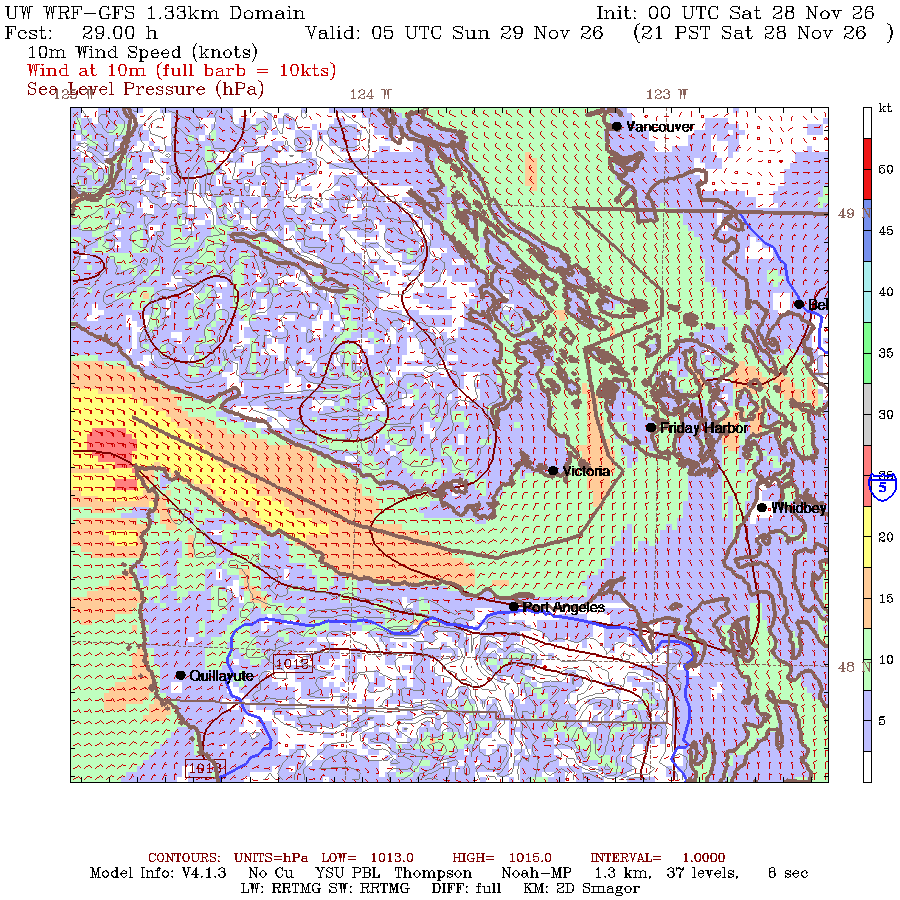 UW WRF-GFS 1.33km Domain Init: 00 UTC Sat 28 Nov 26
Fcst: 29.00 h Valid: 05 UTC Sun 29 Nov 26 (21 PST Sat 28 Nov 26 )
10m Wind Speed (knots)
Wind at 10m (full barb = 10kts)
Sea Level Pressure (hPa)
125 W 124 W 123 W
kt
Vancouver
60
49 N
45
40
Bel
35
30
Friday Harbor
25
Victoria
5
Whidbey
20
15
Port Angeles
10
48 N
1013
Quillayute
5
1013
CONTOURS: UNITS=hPa LOW= 1013.0 HIGH= 1015.0 INTERVAL= 1.0000
Model Info: V4.1.3 No Cu YSU PBL Thompson Noah-MP 1.3 km, 37 levels, 8 sec
LW: RRTMG SW: RRTMG DIFF: full KM: 2D Smagor